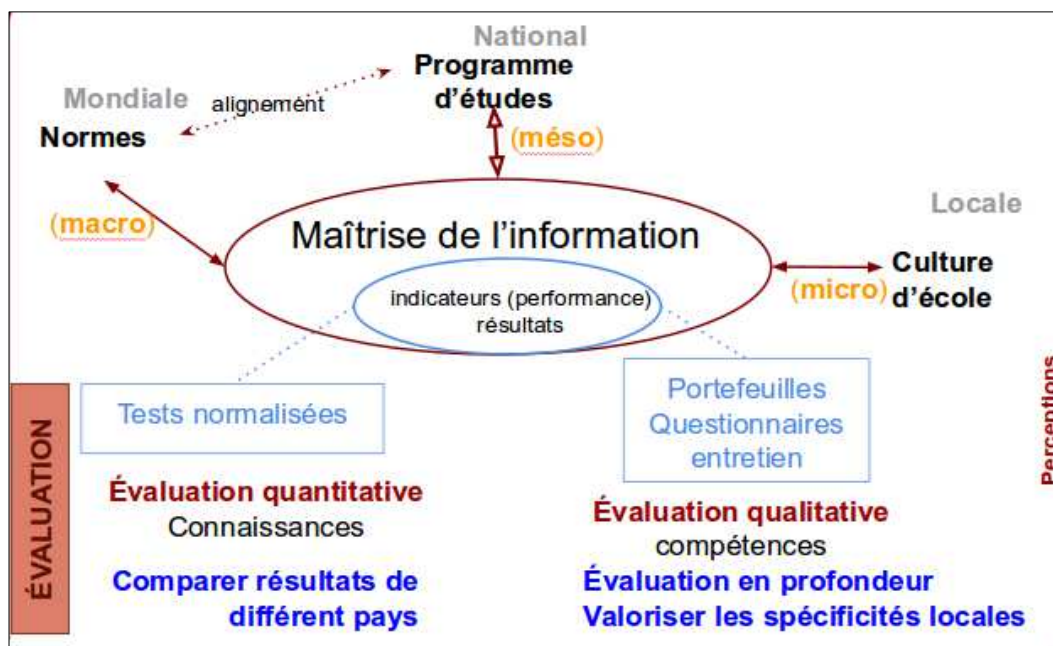 National
Programme
d'études
Mondiale
alignement
Normes
(méso)
(macro)
Locale
Maîtrise de l'information
Culture
d'école
(micro)
indicateurs (performance)
résultats
Tests normalisées
Portefeuilles
Questionnaires
entretien
Perceptions
ÉVALUATION
Évaluation quantitative
Connaissances
Comparer résultats de
différent pays
Évaluation qualitative
compétences
Évaluation en profondeur
Valoriser les spécificités locales